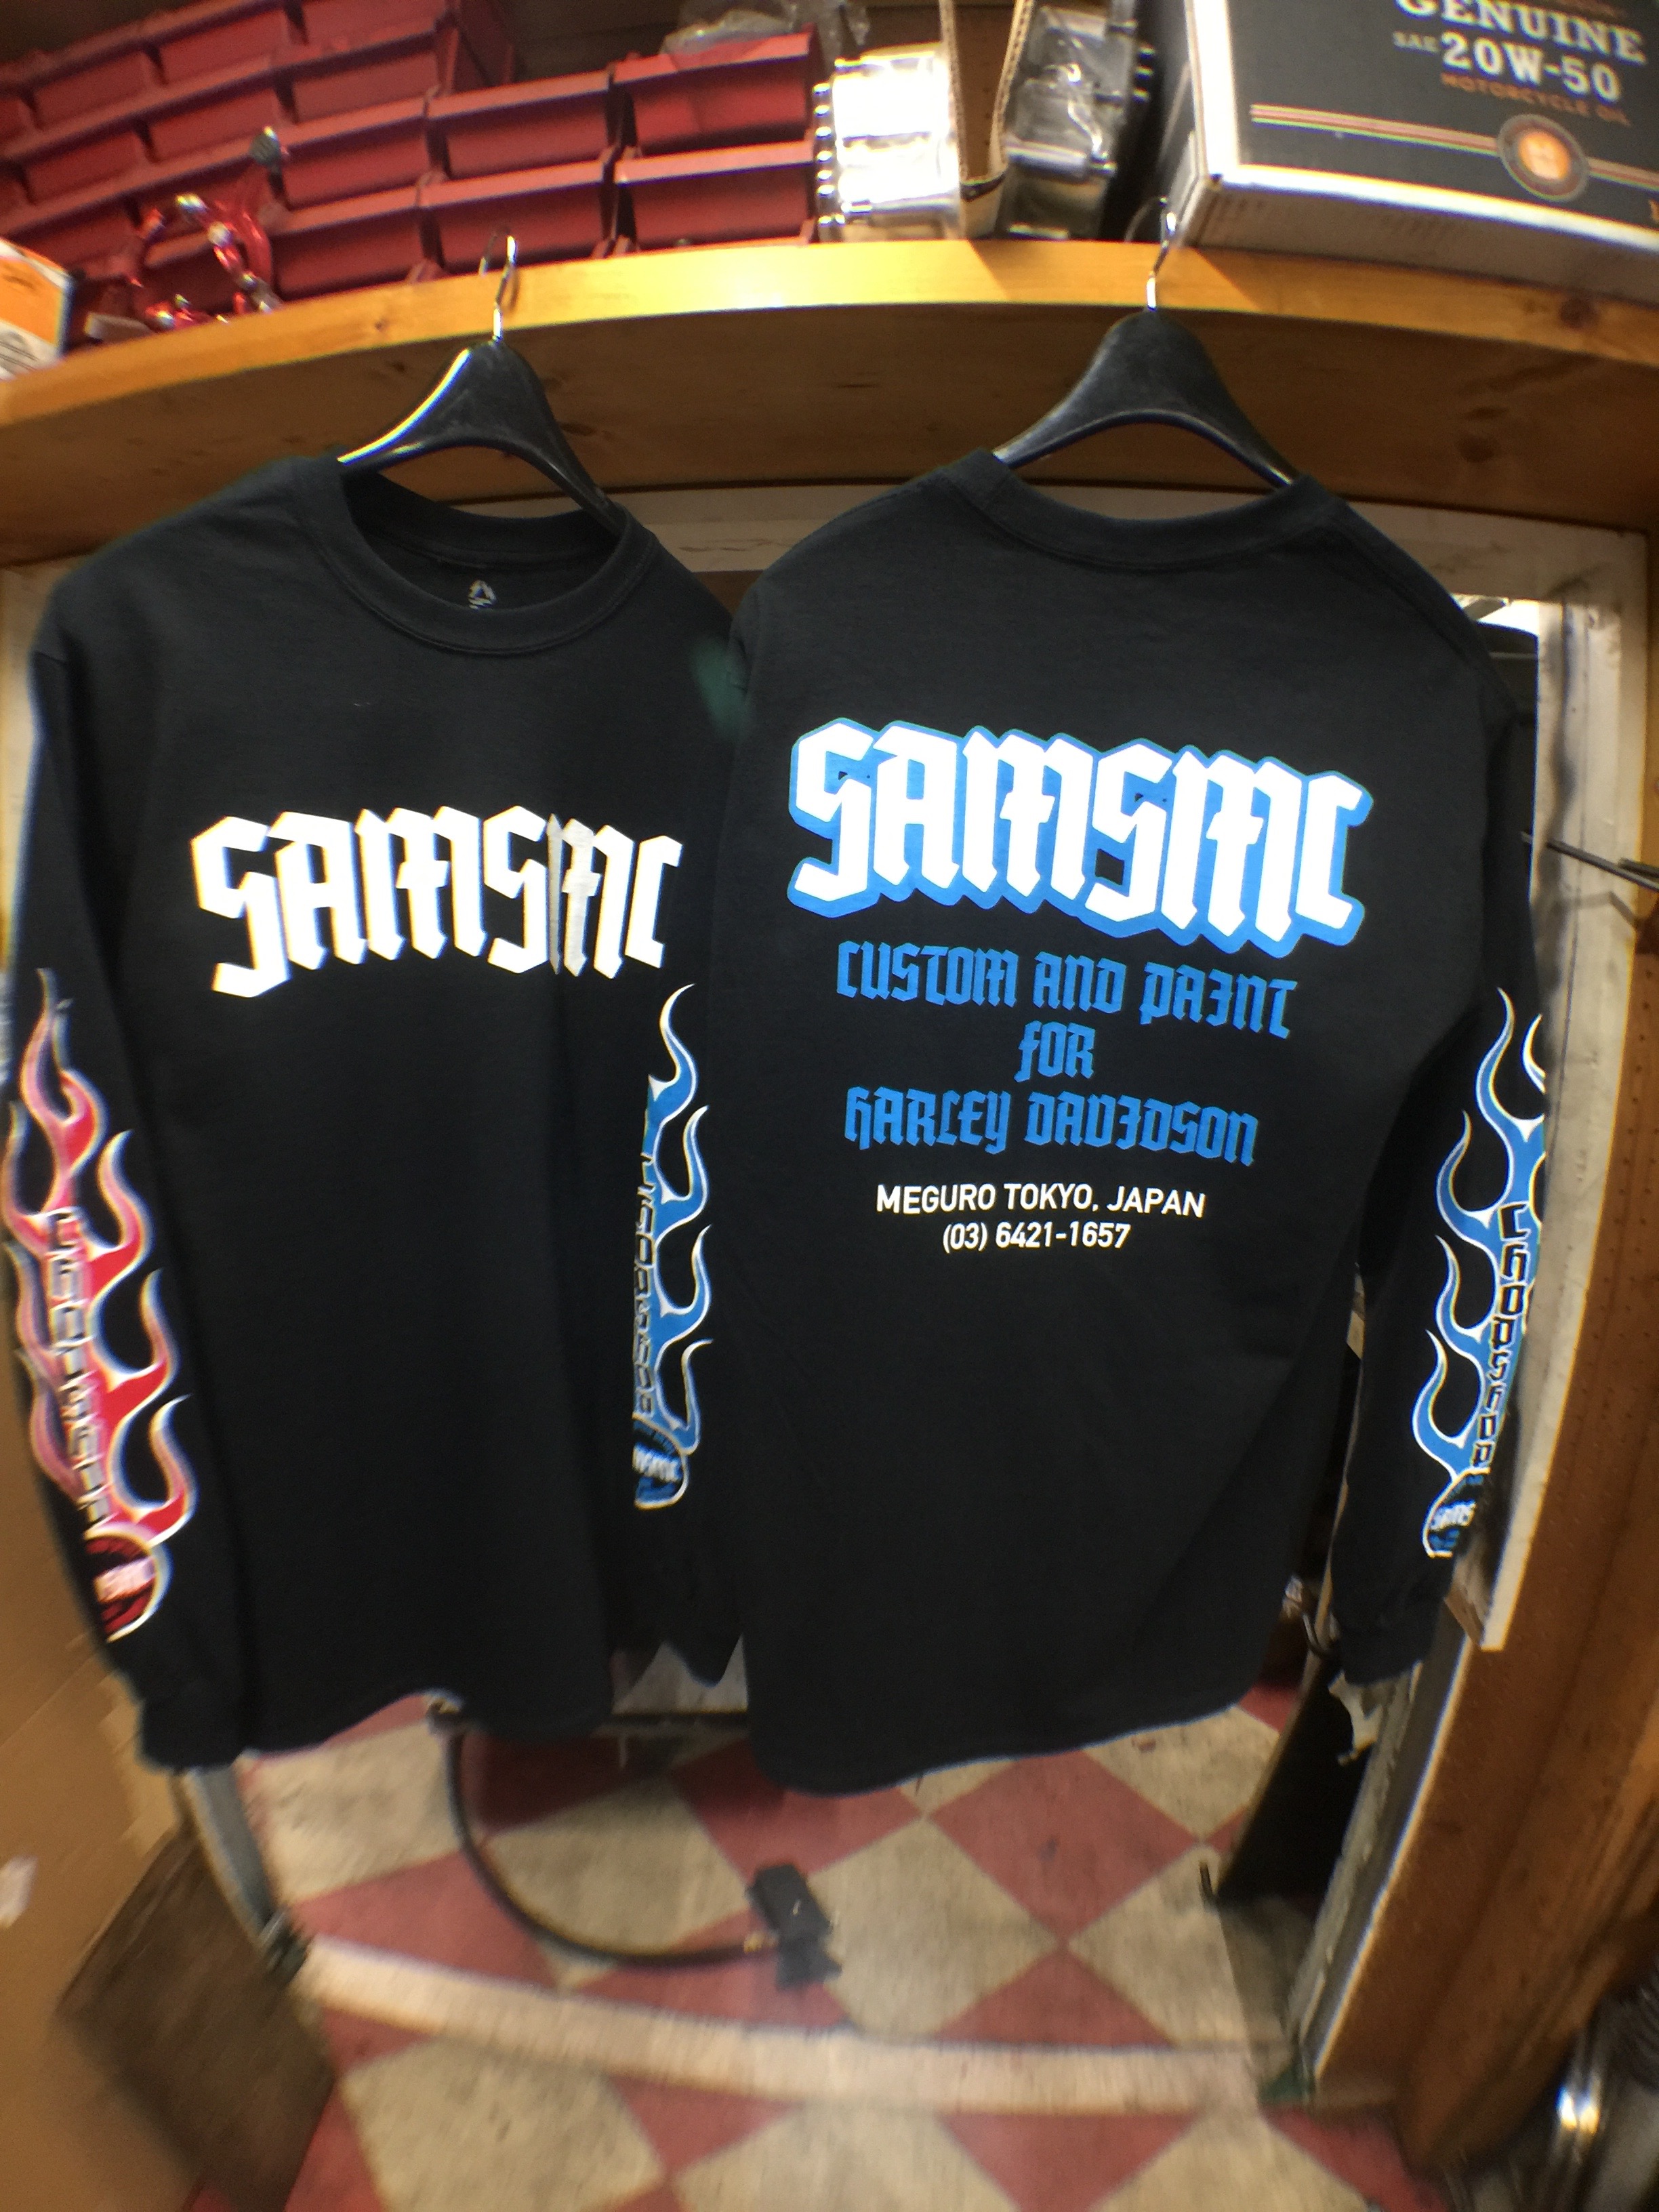 GENUINE
SAE 20W-50
MOTORCYCLE OIL
SAMSMC
SAMSMC
CUSTOM AND PAINT
FOR
HARLEY DAVIDSON
MEGURO TOKYO, JAPAN
(03) 6421-1657